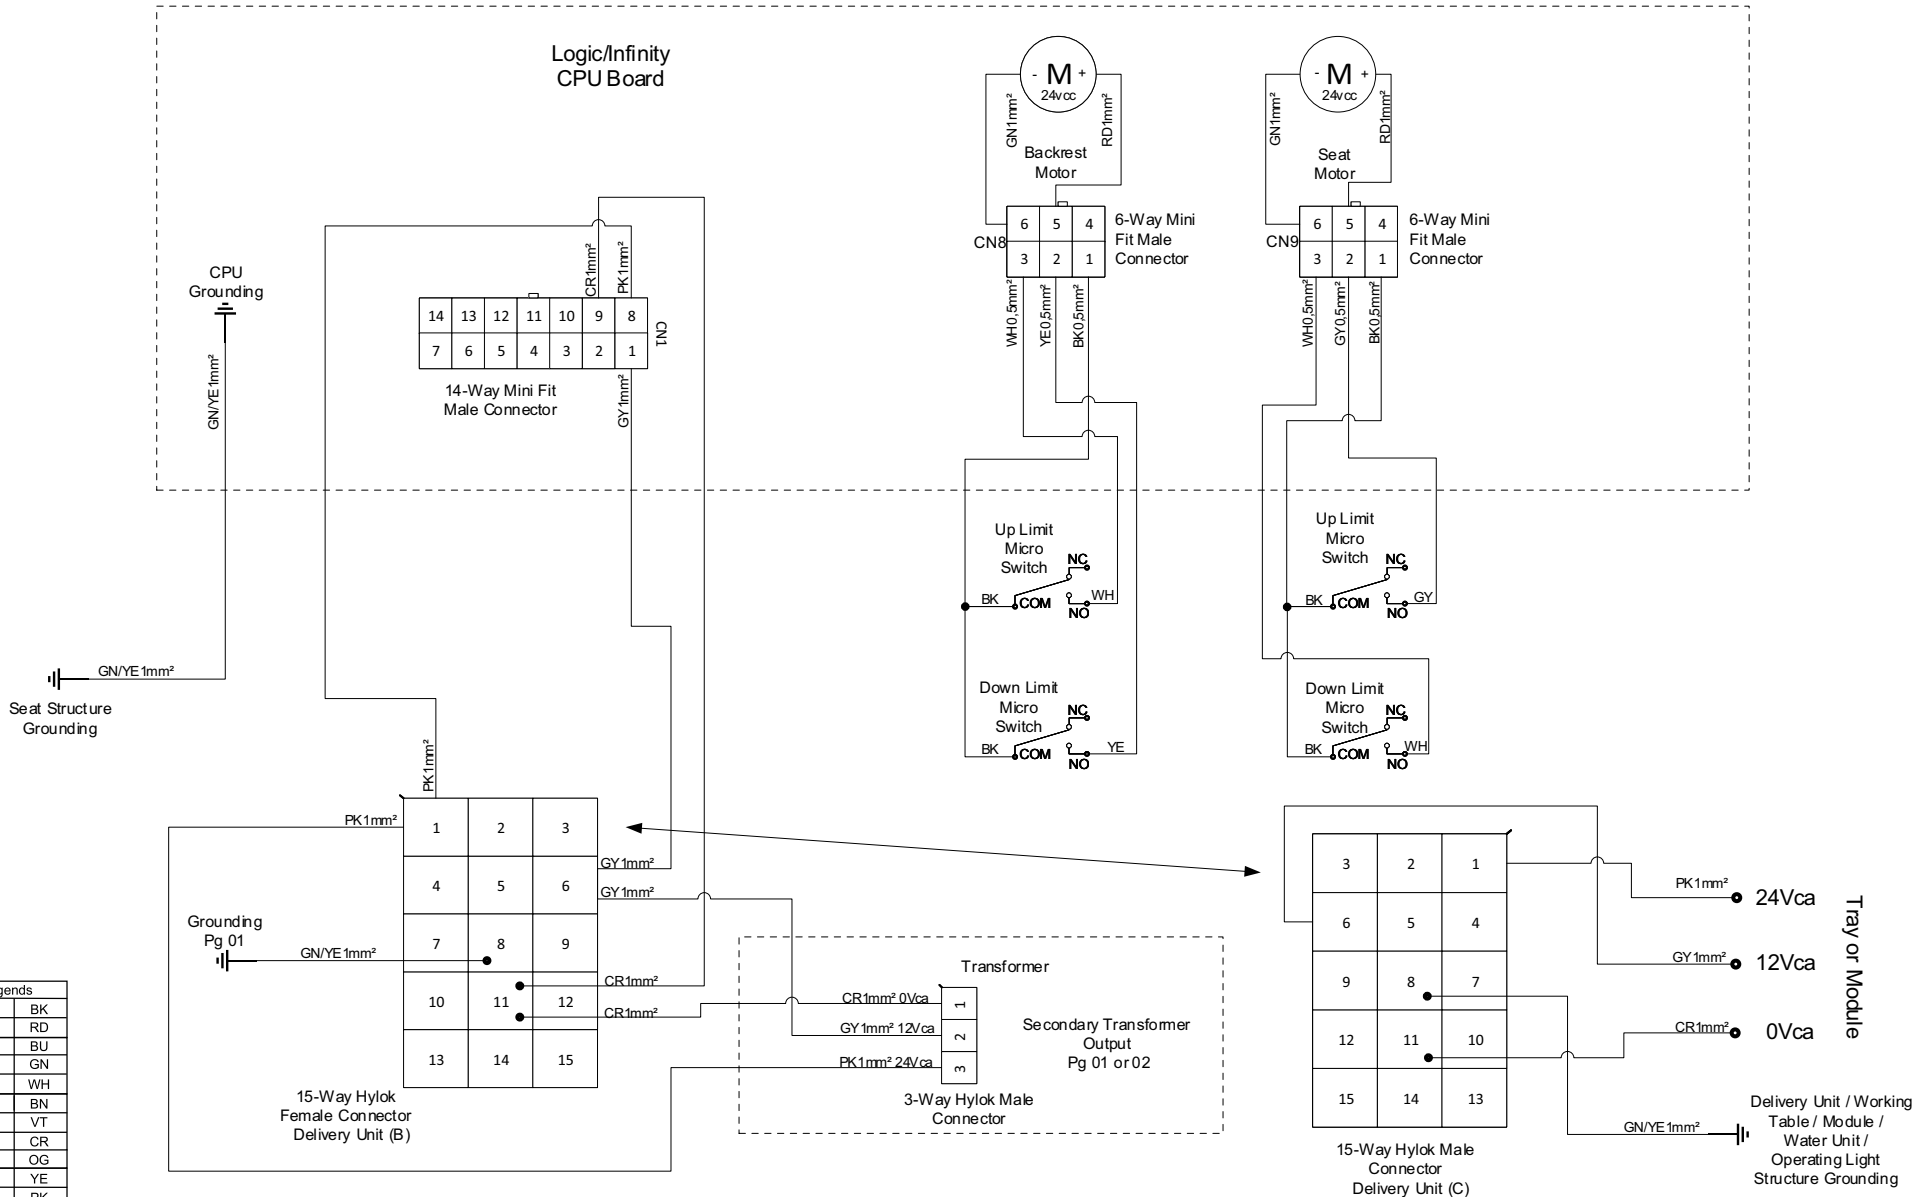 Logic/Infinity
CPU Board
- M +
24vcc
GN1mm²
RD1mm²
Backrest
Motor
- M +
24vcc
GN1mm²
RD1mm²
Seat
Motor
6 5 4
3 2 1
CN8
6-Way Mini
Fit Male
Connector
6 5 4
3 2 1
CN9
6-Way Mini
Fit Male
Connector
CPU
Grounding
CR1mm²
PK1mm²
14 13 12 11 10 9 8
7 6 5 4 3 2 1
CN1
14-Way Mini Fit
Male Connector
GY1mm²
GN/YE1mm²
WH0,5mm²
YE0,5mm²
BK0,5mm²
WH0,5mm²
GY0,5mm²
BK0,5mm²
Up Limit
Micro
Switch
NC
BK
COM
WH
NO
Up Limit
Micro
Switch
NC
BK
COM
GY
NO
GN/YE1mm²
Seat Structure
Grounding
Down Limit
Micro
Switch
NC
BK
COM
YE
NO
Down Limit
Micro
Switch
NC
BK
COM
WH
NO
PK1mm²
PK1mm²
1 2 3
4 5 6
7 8 9
10 11 12
13 14 15
GY1mm²
GY1mm²
Grounding
Pg 01
GN/YE1mm²
CR1mm²
CR1mm²
15-Way Hylok
Female Connector
Delivery Unit (B)
Transformer
CR1mm² 0Vca
GY1mm² 12Vca
PK1mm² 24Vca
1
2
3
Secondary Transformer
Output
Pg 01 or 02
3-Way Hylok Male
Connector
3 2 1
6 5 4
9 8 7
12 11 10
15 14 13
15-Way Hylok Male
Connector
Delivery Unit (C)
PK1mm²
24Vca
GY1mm²
12Vca
CR1mm²
0Vca
Tray or Module
GN/YE1mm²
Delivery Unit / Working
Table / Module /
Water Unit /
Operating Light
Structure Grounding
gends
BK
RD
BU
GN
WH
BN
VT
CR
OG
YE
PK